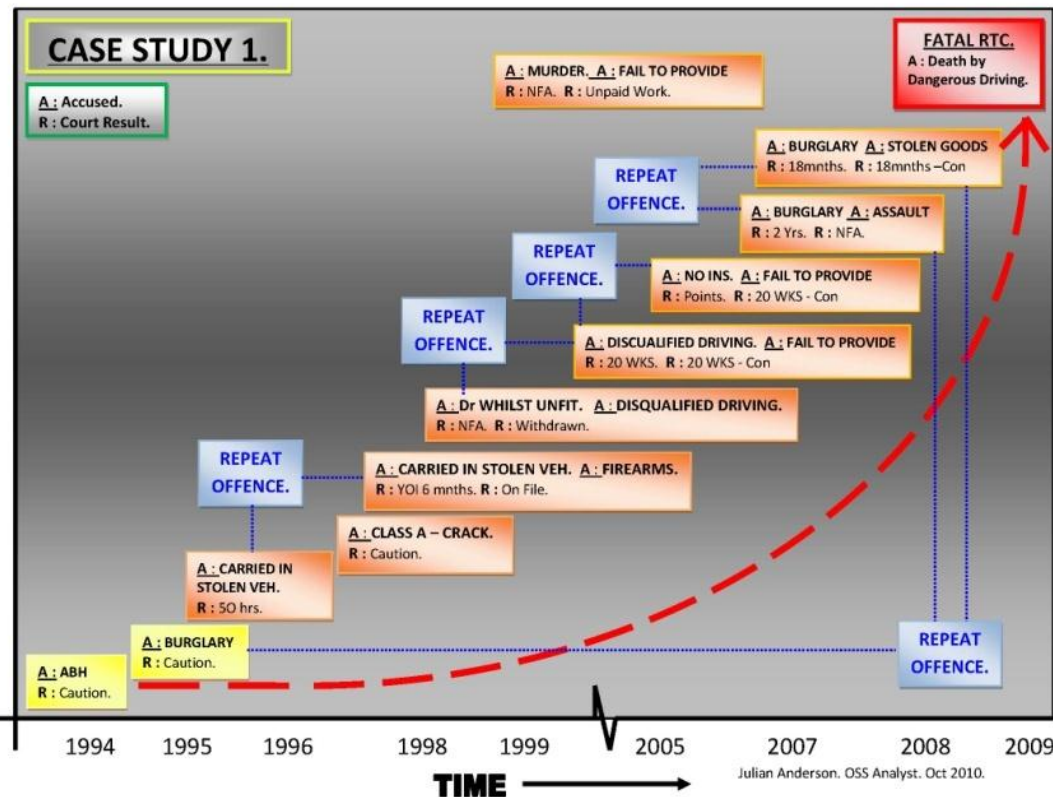 CASE STUDY 1.
A : Accused.
R : Court Result.
A : MURDER. A : FAIL TO PROVIDE
R : NFA. R : Unpaid Work.
FATAL RTC.
A : Death by
Dangerous Driving.
A : BURGLARY A : STOLEN GOODS
R : 18mnths. R : 18mnths –Con
REPEAT
OFFENCE.
A : BURGLARY A : ASSAULT
R : 2 Yrs. R : NFA.
REPEAT
OFFENCE.
A : NO INS. A : FAIL TO PROVIDE
R : Points. R : 20 WKS - Con
REPEAT
OFFENCE.
A : DISCUALIFIED DRIVING. A : FAIL TO PROVIDE
R : 20 WKS. R : 20 WKS - Con
A : Dr WHILST UNFIT. A : DISQUALIFIED DRIVING.
R : NFA. R : Withdrawn.
REPEAT
OFFENCE.
A : CARRIED IN STOLEN VEH. A : FIREARMS.
R : YOI 6 mnths. R : On File.
A : CLASS A – CRACK.
R : Caution.
A : CARRIED IN
STOLEN VEH.
R : 5O hrs.
A : BURGLARY
R : Caution.
REPEAT
OFFENCE.
A : ABH
R : Caution.
1994 1995 1996 1998 1999 2005 2007 2008 2009
TIME
Julian Anderson. OSS Analyst. Oct 2010.